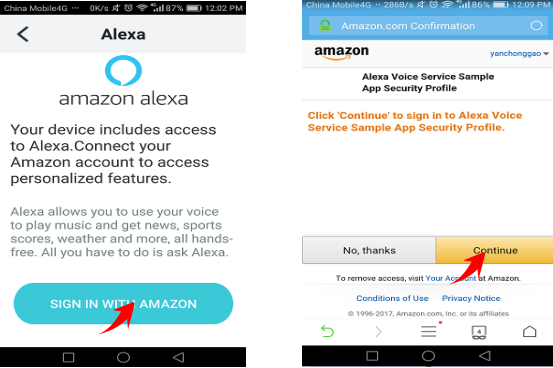 China Mobile4G ··· 0K/s 87% 12:02 PM
Alexa
amazon alexa
Your device includes access
to Alexa.Connect your
Amazon account to access
personalized features.
Alexa allows you to use your voice
to play music and get news, sports
scores, weather and more, all hands-
free. All you have to do is ask Alexa.
SIGN IN WITH AMAZON
China Mobile4G ··· 286B/s 4G 86% 12:09 PM
Amazon.com Confirmation
amazon
yanchonggao
Alexa Voice Service Sample
App Security Profile
Click 'Continue' to sign in to Alexa Voice
Service Sample App Security Profile.
No, thanks
Continue
To remove access, visit Your Account at Amazon.
Conditions of Use Privacy Notice
© 1996-2017, Amazon.com, Inc. or its affiliates
4